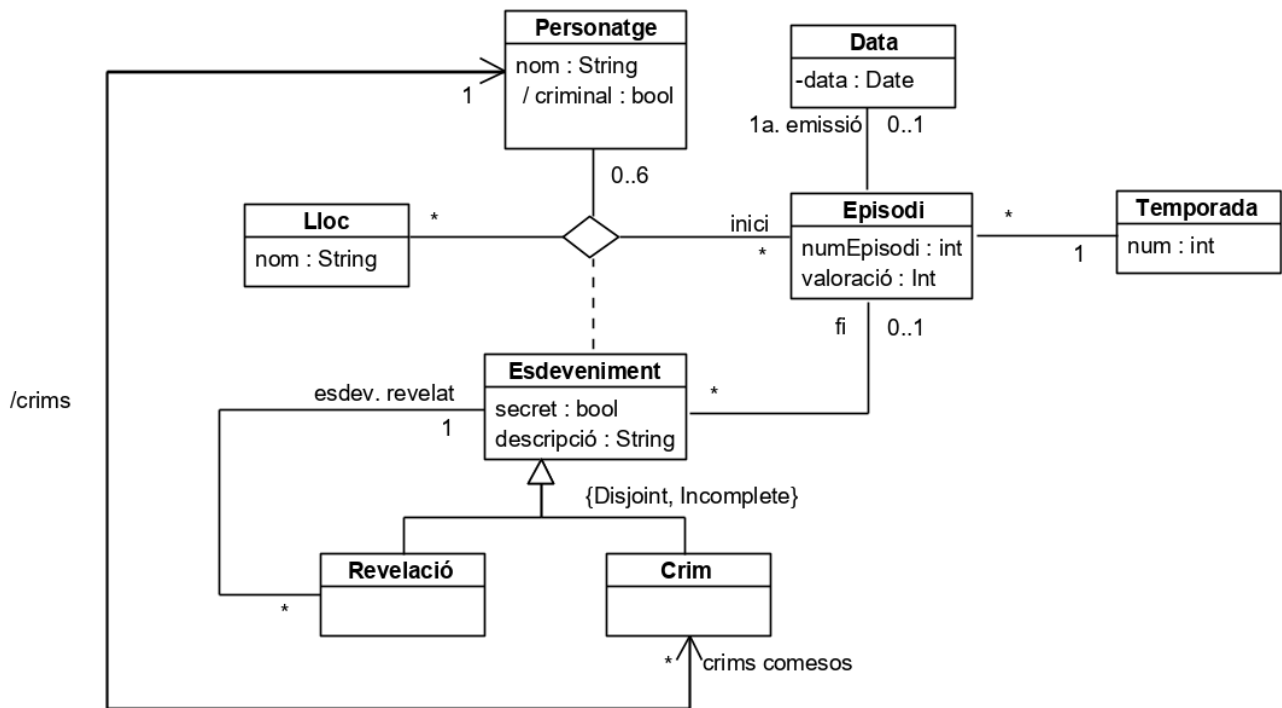 Personatge
nom : String
/ criminal : bool
1
0..6
Data
-data : Date
1a. emissió 0..1
Lloc
nom : String
*
inici
*
Episodi
numEpisodi : int
valoració : Int
*
1
Temporada
num : int
fi 0..1
/crims
esdev. revelat
1
Esdeveniment
secret : bool
descripció : String
*
{Disjoint, Incomplete}
Revelació
*
Crim
* crims comesos